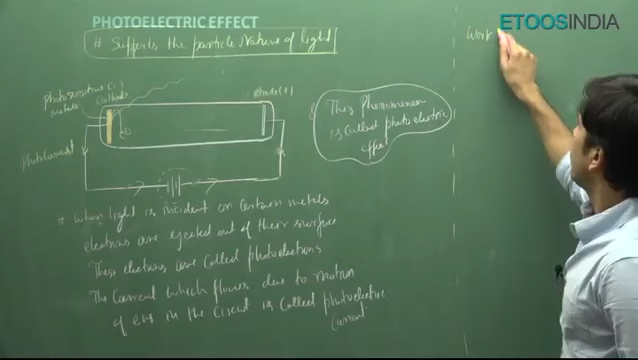 PHOTOELECTRIC EFFECT
ETOOSINDIA
# Supports the particle Nature of light
Work
Photosensitive (-)
metals
cathode
Anode (+)
Photocurrent
This Phenomenon
is called photoelectric
effect
# When light is incident on certain metals
electrons are ejected out of their surface
These electrons are called photoelectrons
The current which flows due to motion
of ens in the circuit is called photoelectric
current